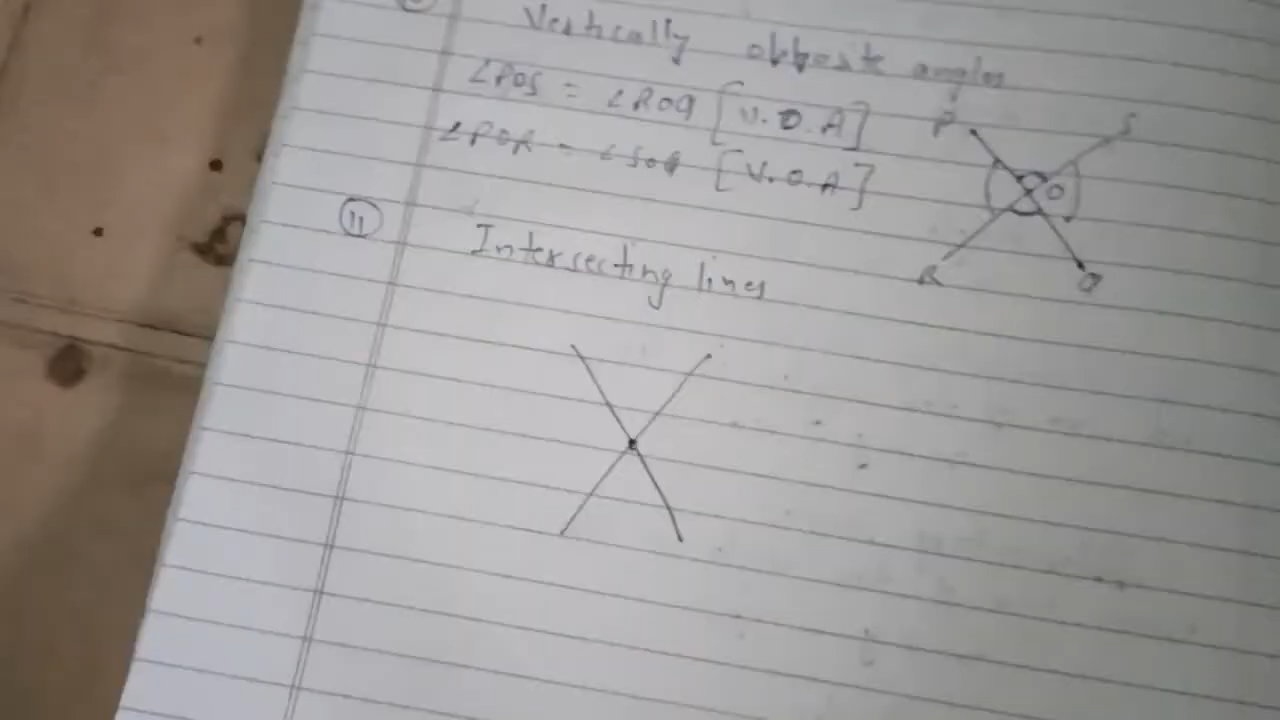 Vertically opposite angles
∠POS = ∠ROQ [V.O.A]
∠POR = ∠SOQ [V.O.A]
P S
O
R Q
11 Intersecting lines